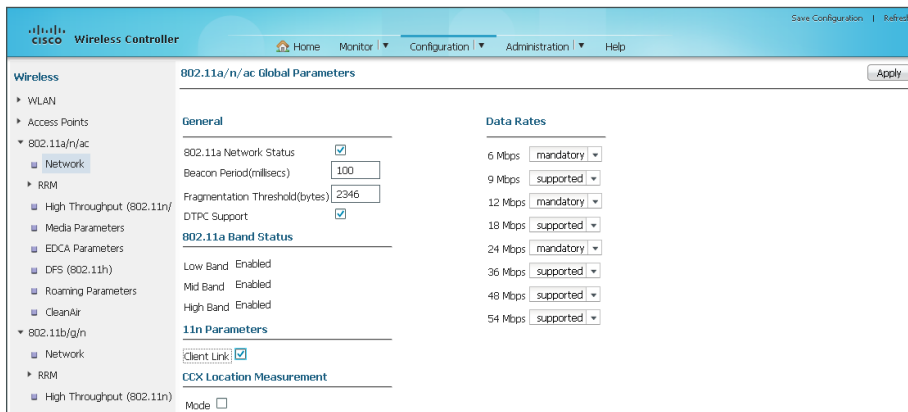 Save Configuration | Refresh
cisco Wireless Controller
Home Monitor Configuration Administration Help
Wireless
WLAN
Access Points
802.11a/n/ac
Network
RRM
High Throughput (802.11n/
Media Parameters
EDCA Parameters
DFS (802.11h)
Roaming Parameters
CleanAir
802.11b/g/n
Network
RRM
High Throughput (802.11n)
802.11a/n/ac Global Parameters
Apply
General
802.11a Network Status
Beacon Period(millisecs) 100
Fragmentation Threshold(bytes) 2346
DTPC Support
802.11a Band Status
Low Band Enabled
Mid Band Enabled
High Band Enabled
11n Parameters
Client Link
CCX Location Measurement
Mode
Data Rates
6 Mbps mandatory
9 Mbps supported
12 Mbps mandatory
18 Mbps supported
24 Mbps mandatory
36 Mbps supported
48 Mbps supported
54 Mbps supported